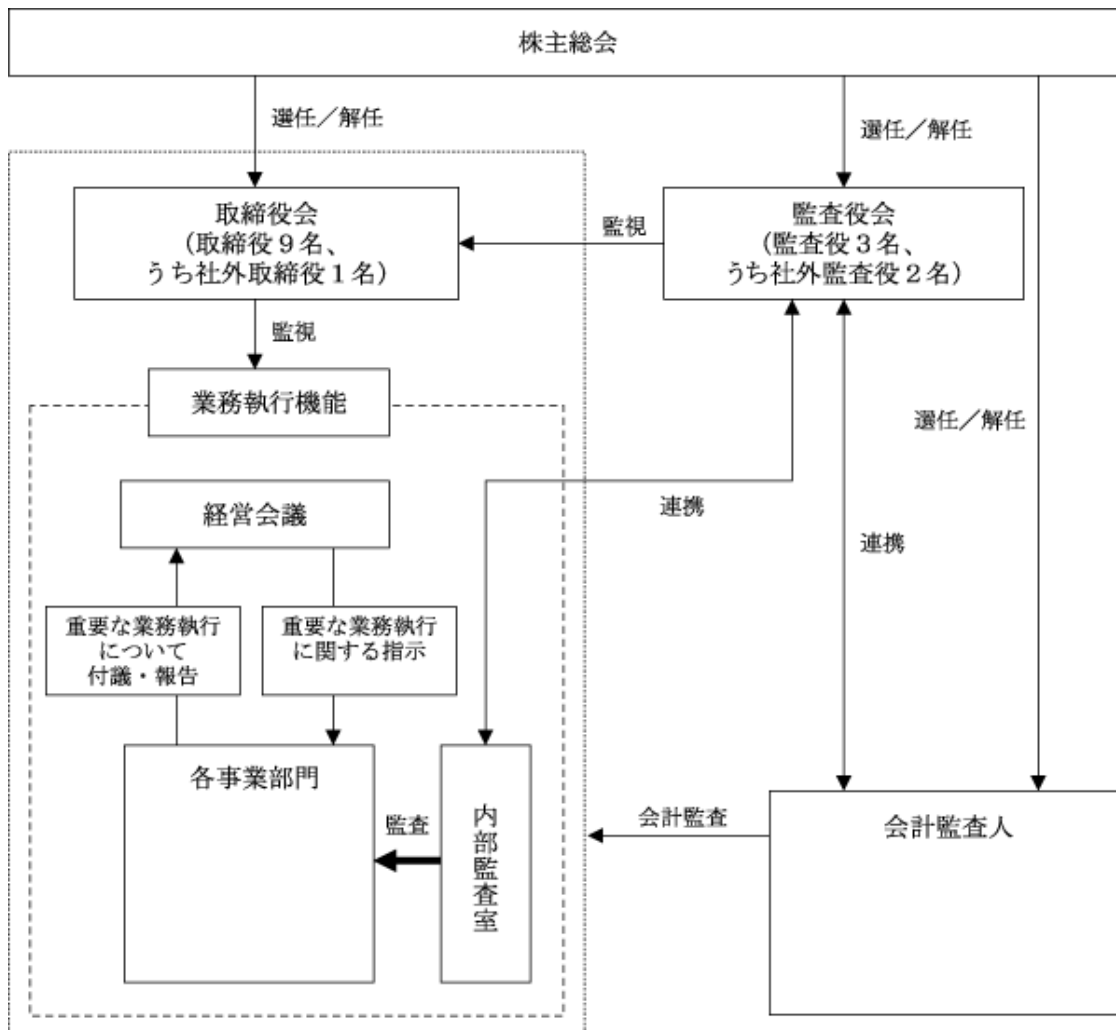 株主総会
選任／解任
選任／解任
取締役会
（取締役９名、
うち社外取締役１名）
監視
監査役会
（監査役３名、
うち社外監査役２名）
監視
業務執行機能
選任／解任
経営会議
連携
連携
重要な業務執行
について
付議・報告
重要な業務執行
に関する指示
各事業部門
監査
内部監査室
会計監査
会計監査人